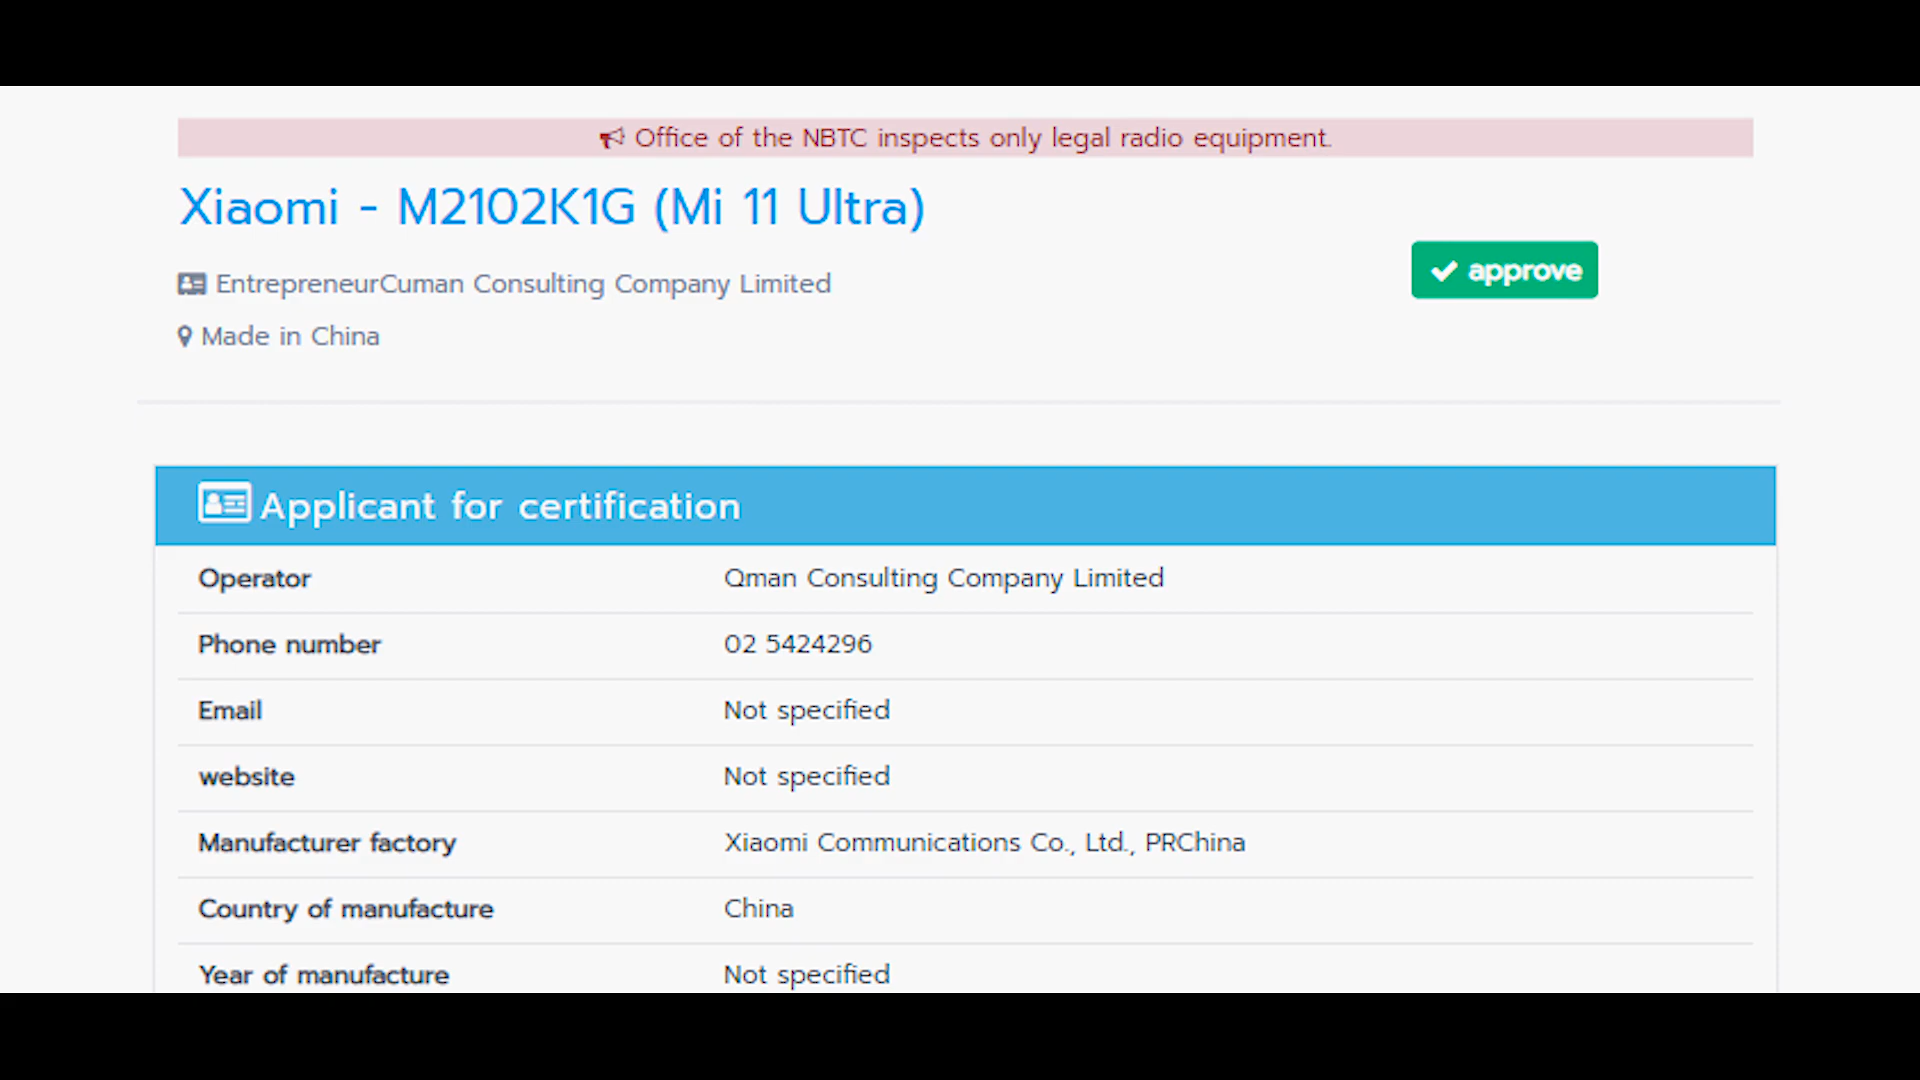 Office of the NBTC inspects only legal radio equipment.
Xiaomi - M2102K1G (Mi 11 Ultra)
EntrepreneurCuman Consulting Company Limited
approve
Made in China
Applicant for certification
Operator Qman Consulting Company Limited
Phone number 02 5424296
Email Not specified
website Not specified
Manufacturer factory Xiaomi Communications Co., Ltd., PRChina
Country of manufacture China
Year of manufacture Not specified